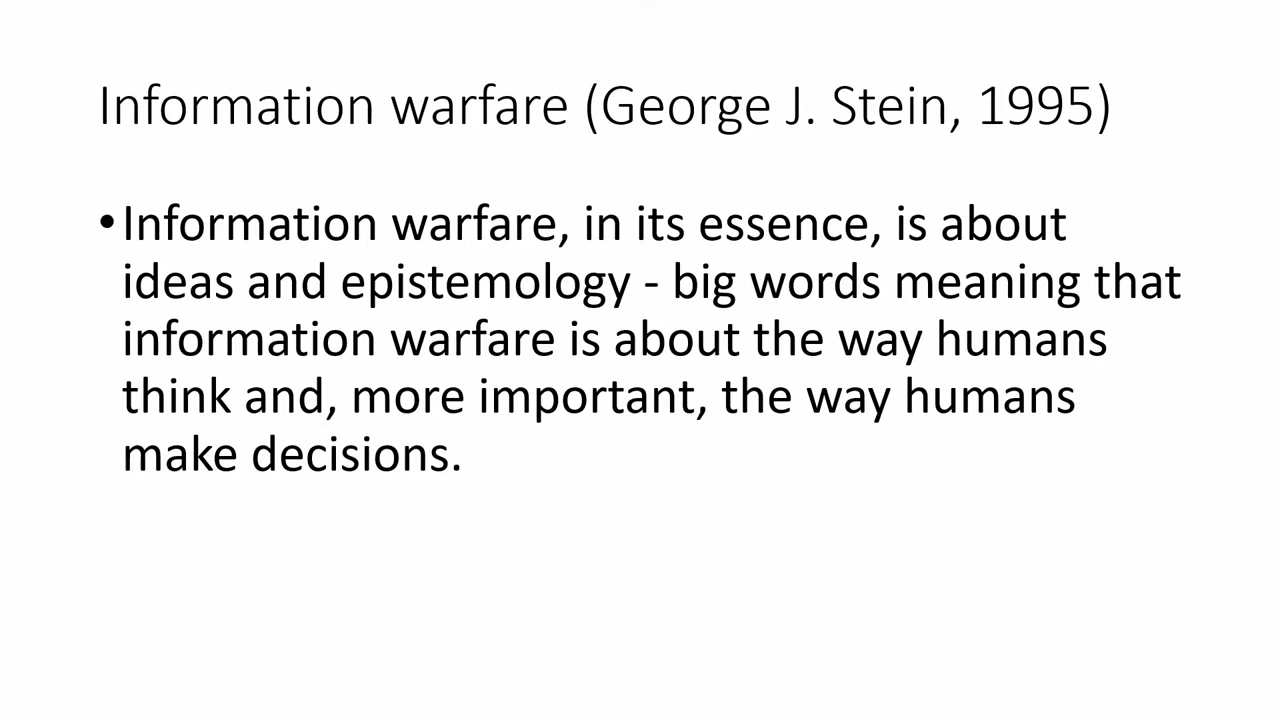 Information warfare (George J. Stein, 1995)
•Information warfare, in its essence, is about
ideas and epistemology - big words meaning that
information warfare is about the way humans
think and, more important, the way humans
make decisions.